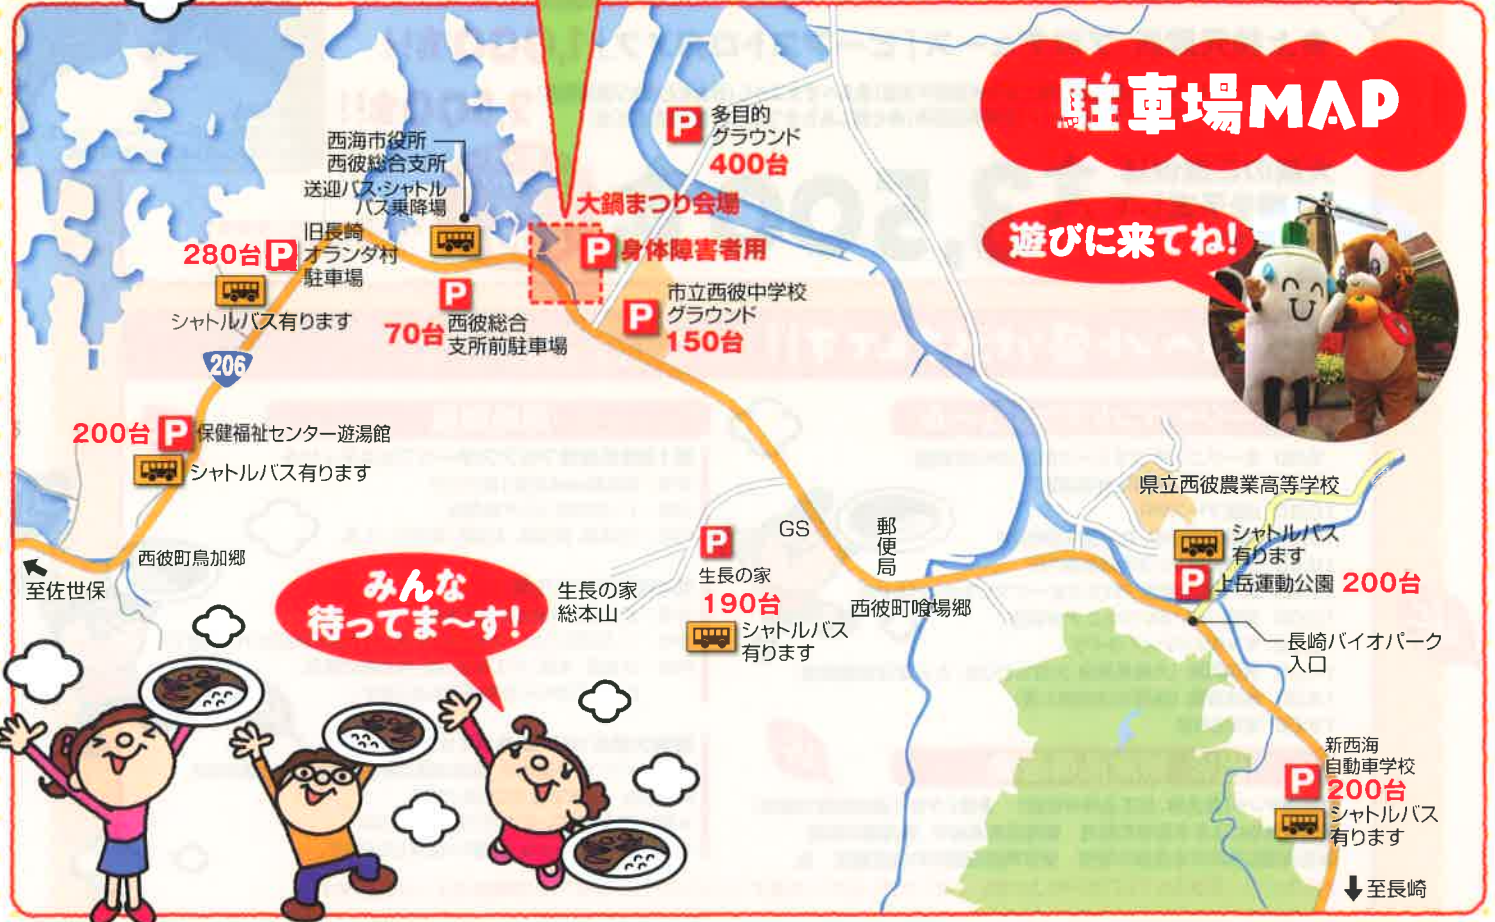 駐車場MAP
遊びに来てね!
P
多目的
グラウンド
400台
西海市役所
西彼総合支所
送迎バス・シャトル
バス乗降場
大鍋まつり会場
P 身体障害者用
280台 P
旧長崎
オランダ村
駐車場
シャトルバス有ります
P
70台
西彼総合
支所前駐車場
P
市立西彼中学校
グラウンド
150台
206
200台 P 保健福祉センター遊湯館
シャトルバス有ります
西彼町鳥加郷
至佐世保
みんな
待ってま〜す!
生長の家
総本山
P
生長の家
190台
シャトルバス
有ります
GS
郵便局
西彼町喰場郷
県立西彼農業高等学校
シャトルバス
有ります
P 上岳運動公園 200台
長崎バイオパーク
入口
新西海
自動車学校
P 200台
シャトルバス
有ります
至長崎